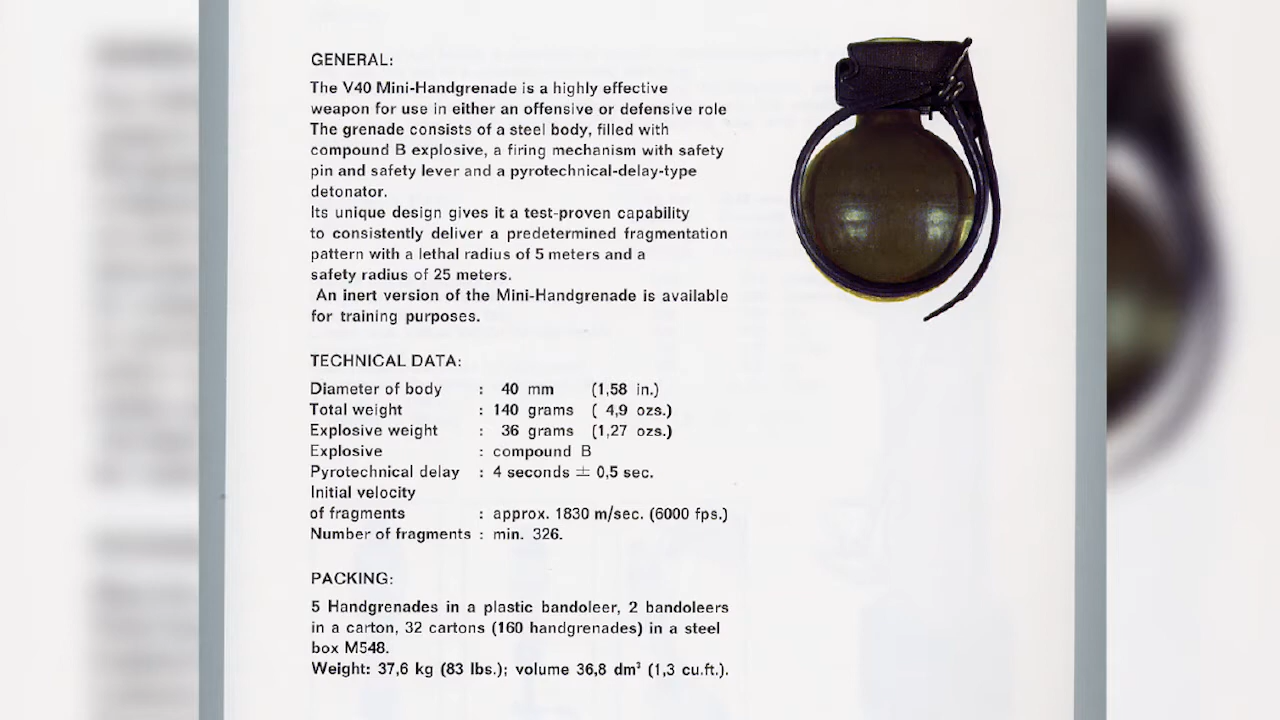 GENERAL:
The V40 Mini-Handgrenade is a highly effective
weapon for use in either an offensive or defensive role
The grenade consists of a steel body, filled with
compound B explosive, a firing mechanism with safety
pin and safety lever and a pyrotechnical-delay-type
detonator.
Its unique design gives it a test-proven capability
to consistently deliver a predetermined fragmentation
pattern with a lethal radius of 5 meters and a
safety radius of 25 meters.
An inert version of the Mini-Handgrenade is available
for training purposes.
TECHNICAL DATA:
Diameter of body : 40 mm (1,58 in.)
Total weight : 140 grams ( 4,9 ozs.)
Explosive weight : 36 grams (1,27 ozs.)
Explosive : compound B
Pyrotechnical delay : 4 seconds ± 0,5 sec.
Initial velocity
of fragments : approx. 1830 m/sec. (6000 fps.)
Number of fragments : min. 326.
PACKING:
5 Handgrenades in a plastic bandoleer, 2 bandoleers
in a carton, 32 cartons (160 handgrenades) in a steel
box M548.
Weight: 37,6 kg (83 lbs.); volume 36,8 dm³ (1,3 cu.ft.).